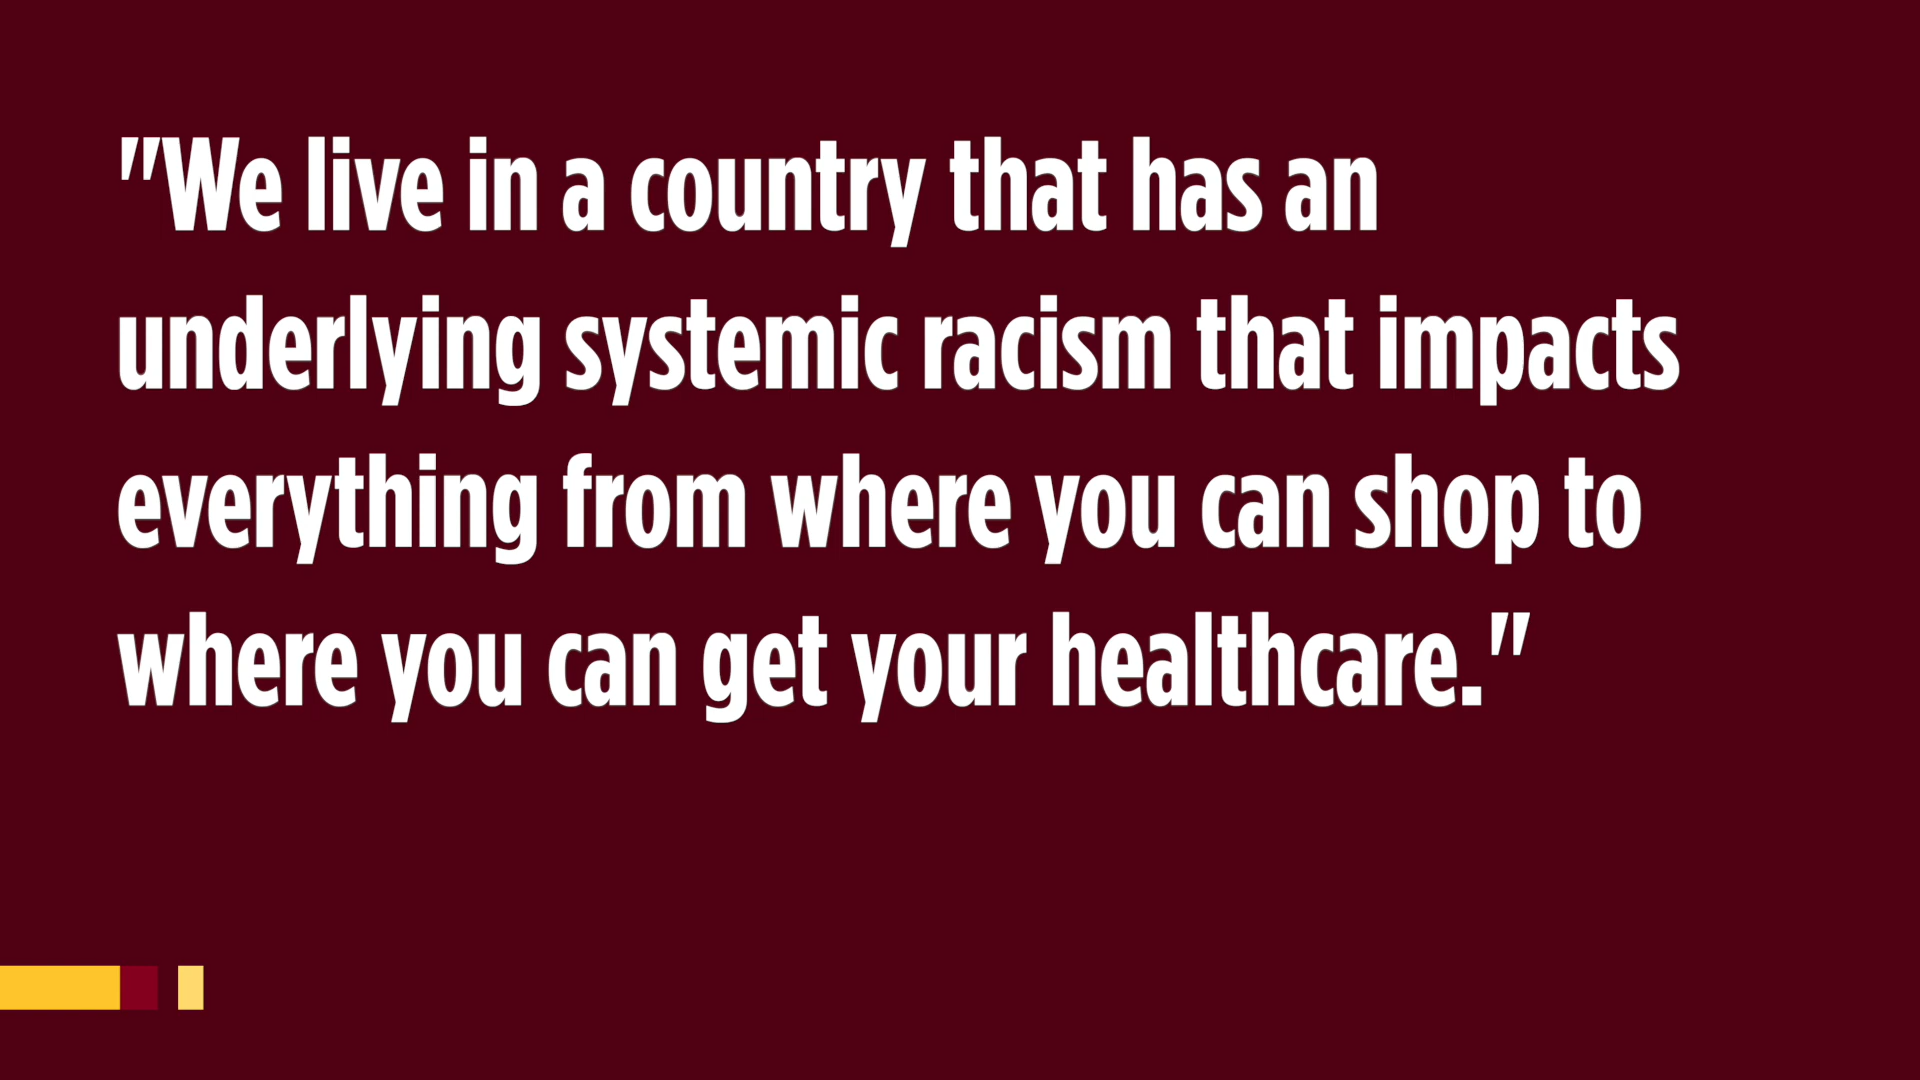 "We live in a country that has an
underlying systemic racism that impacts
everything from where you can shop to
where you can get your healthcare."